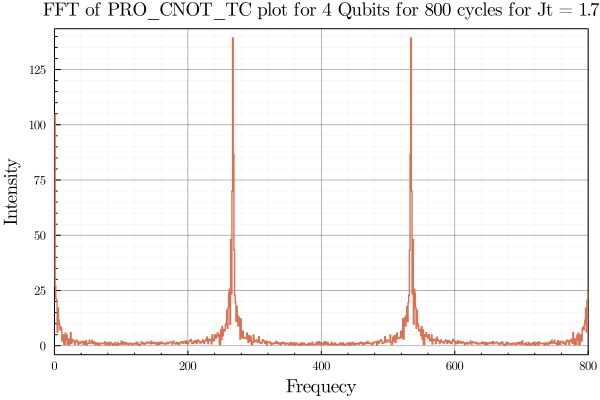 FFT of PRO_CNOT_TC plot for 4 Qubits for 800 cycles for Jt = 1.7
Intensity
125
100
75
50
25
0
0 200 400 600 800
Frequecy